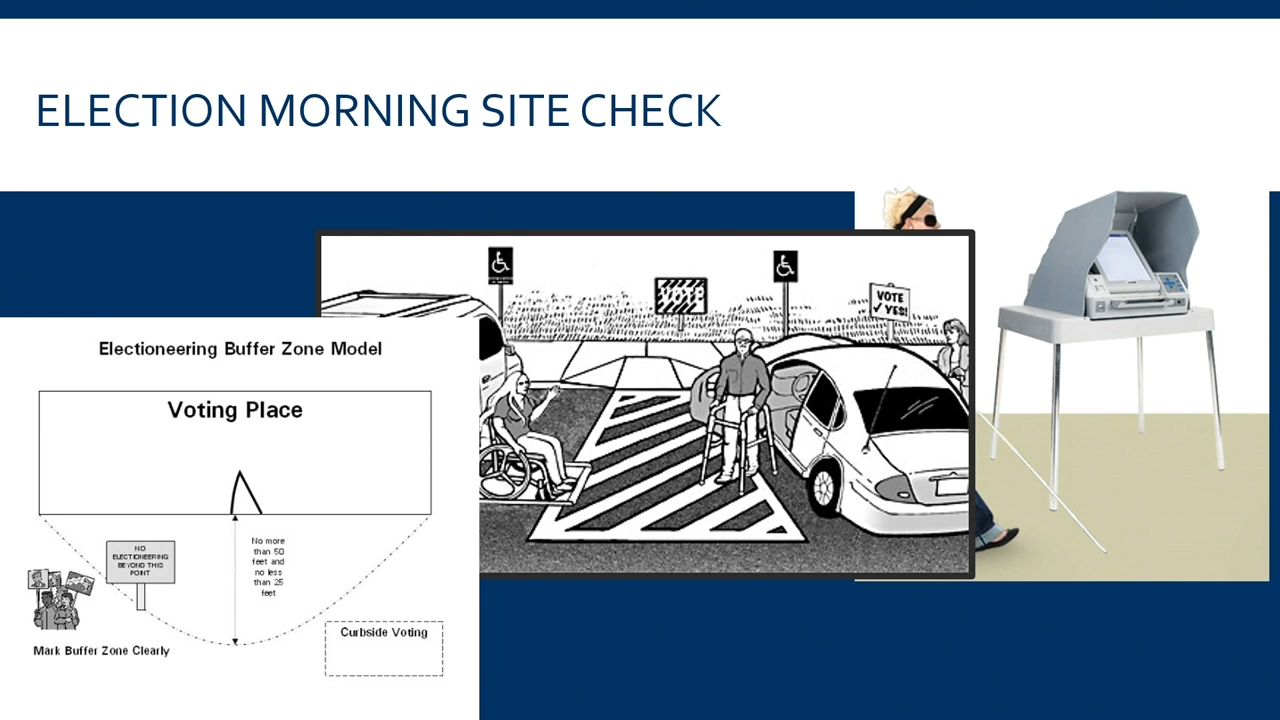 ELECTION MORNING SITE CHECK
VOTE
VOTE
✓ YES!
Electioneering Buffer Zone Model
Voting Place
NO
ELECTIONEERING
BEYOND THIS
POINT
No more
than 50
feet and
no less
than 25
feet
Mark Buffer Zone Clearly
Curbside Voting